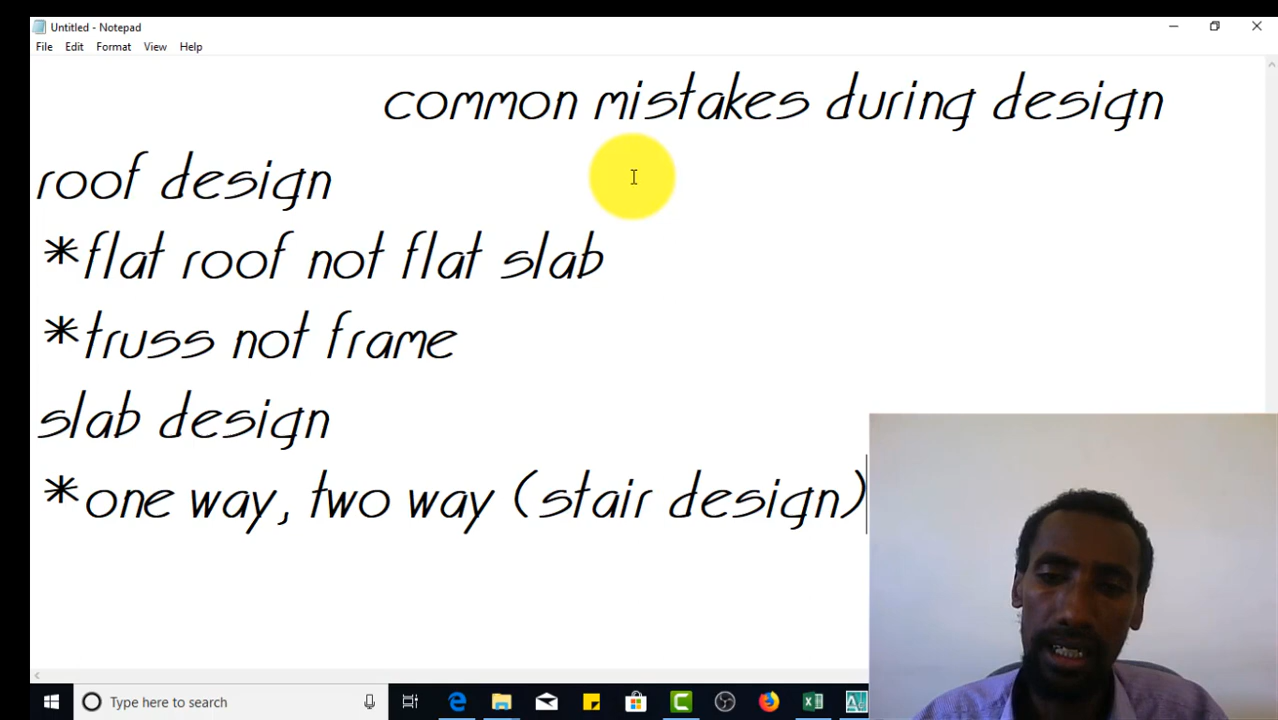 Untitled - Notepad
File Edit Format View Help
common mistakes during design
roof design
*flat roof not flat slab
*truss not frame
slab design
*one way, two way (stair design)
Type here to search